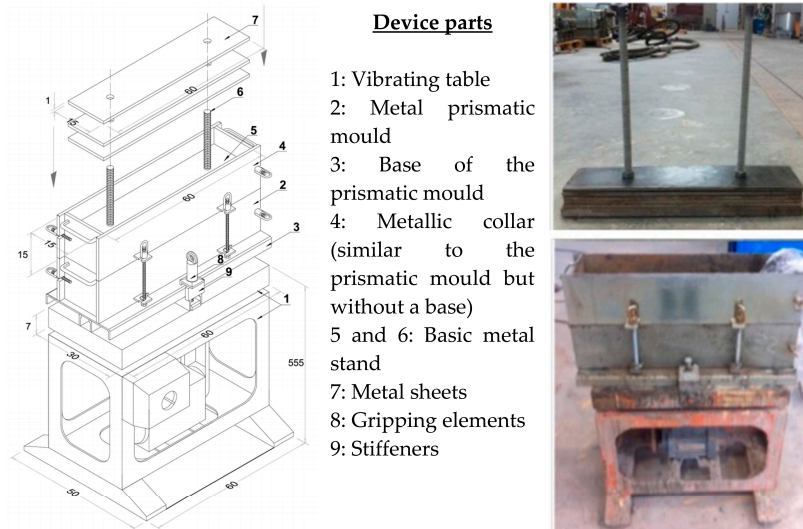 Device parts
1: Vibrating table
2: Metal prismatic
mould
3: Base of the
prismatic mould
4: Metallic collar
(similar to the
prismatic mould but
without a base)
5 and 6: Basic metal
stand
7: Metal sheets
8: Gripping elements
9: Stiffeners
7
60
6
1
15
5
4
2
60
3
15
15
8
9
1
7
60
30
555
50
60